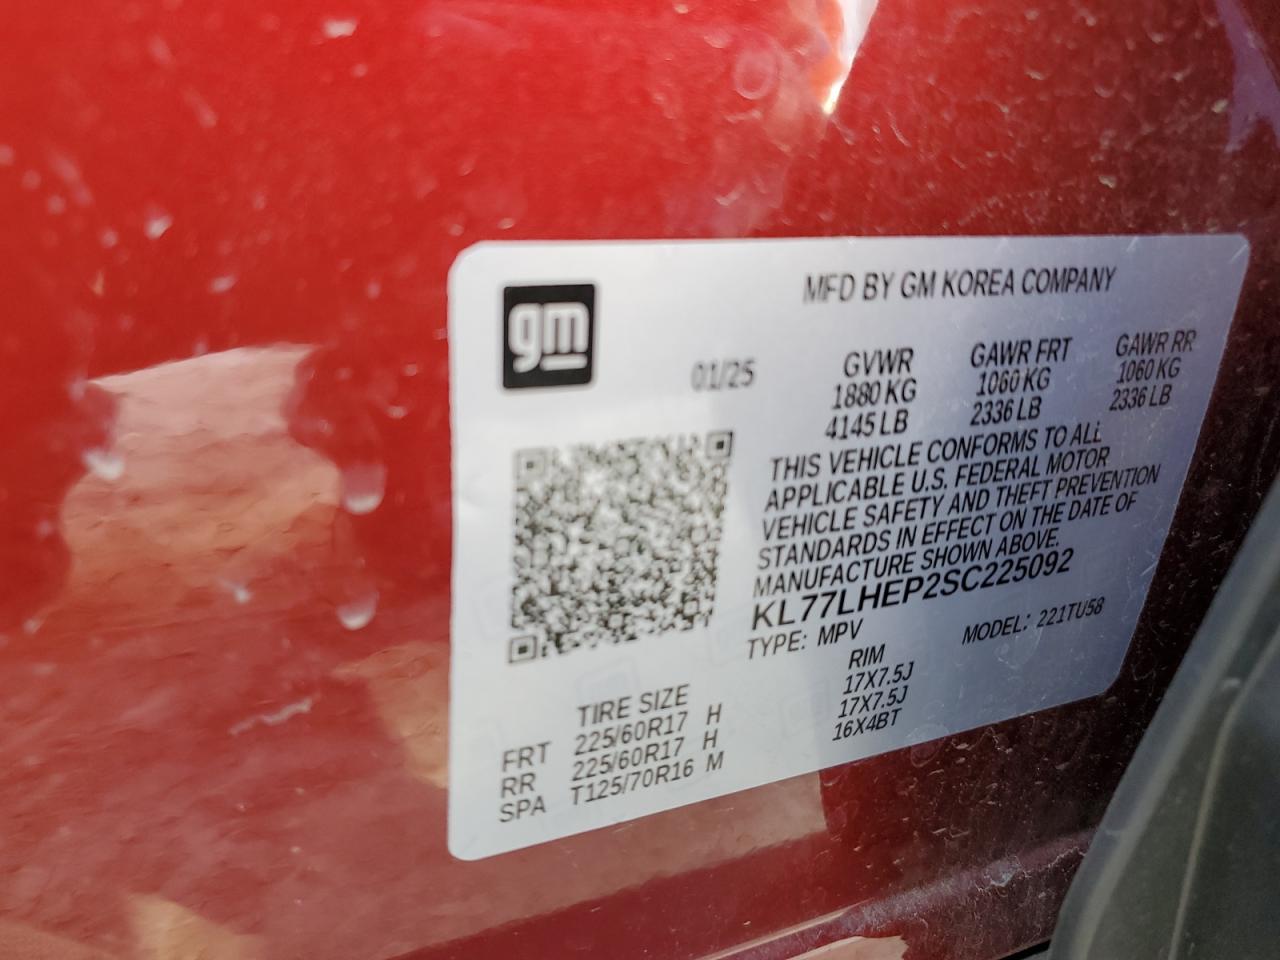 gm
MFD BY GM KOREA COMPANY
01/25
GVWR GAWR FRT GAWR RR
1880 KG 1060 KG 1060 KG
4145 LB 2336 LB 2336 LB
THIS VEHICLE CONFORMS TO ALL
APPLICABLE U.S. FEDERAL MOTOR
VEHICLE SAFETY AND THEFT PREVENTION
STANDARDS IN EFFECT ON THE DATE OF
MANUFACTURE SHOWN ABOVE.
KL77LHEP2SC225092
TYPE: MPV MODEL: 221TU58
TIRE SIZE RIM
FRT 225/60R17 H 17X7.5J
RR 225/60R17 H 17X7.5J
SPA T125/70R16 M 16X4BT